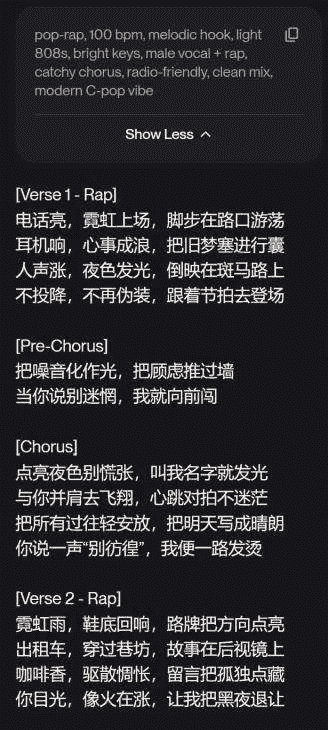 pop-rap, 100 bpm, melodic hook, light
808s, bright keys, male vocal + rap,
catchy chorus, radio-friendly, clean mix,
modern C-pop vibe
Show Less
[Verse 1 - Rap]
电话亮，霓虹上场，脚步在路口游荡
耳机响，心事成浪，把旧梦塞进行囊
人声涨，夜色发光，倒映在斑马路上
不投降，不再伪装，跟着节拍去登场
[Pre-Chorus]
把噪音化作光，把顾虑推过墙
当你说别迷惘，我就向前闯
[Chorus]
点亮夜色别慌张，叫我名字就发光
与你并肩去飞翔，心跳对拍不迷茫
把所有过往轻安放，把明天写成晴朗
你说一声“别彷徨”，我便一路发烫
[Verse 2 - Rap]
霓虹雨，鞋底回响，路牌把方向点亮
出租车，穿过巷坊，故事在后视镜上
咖啡香，驱散惆怅，留言把孤独点藏
你目光，像火在涨，让我把黑夜退让